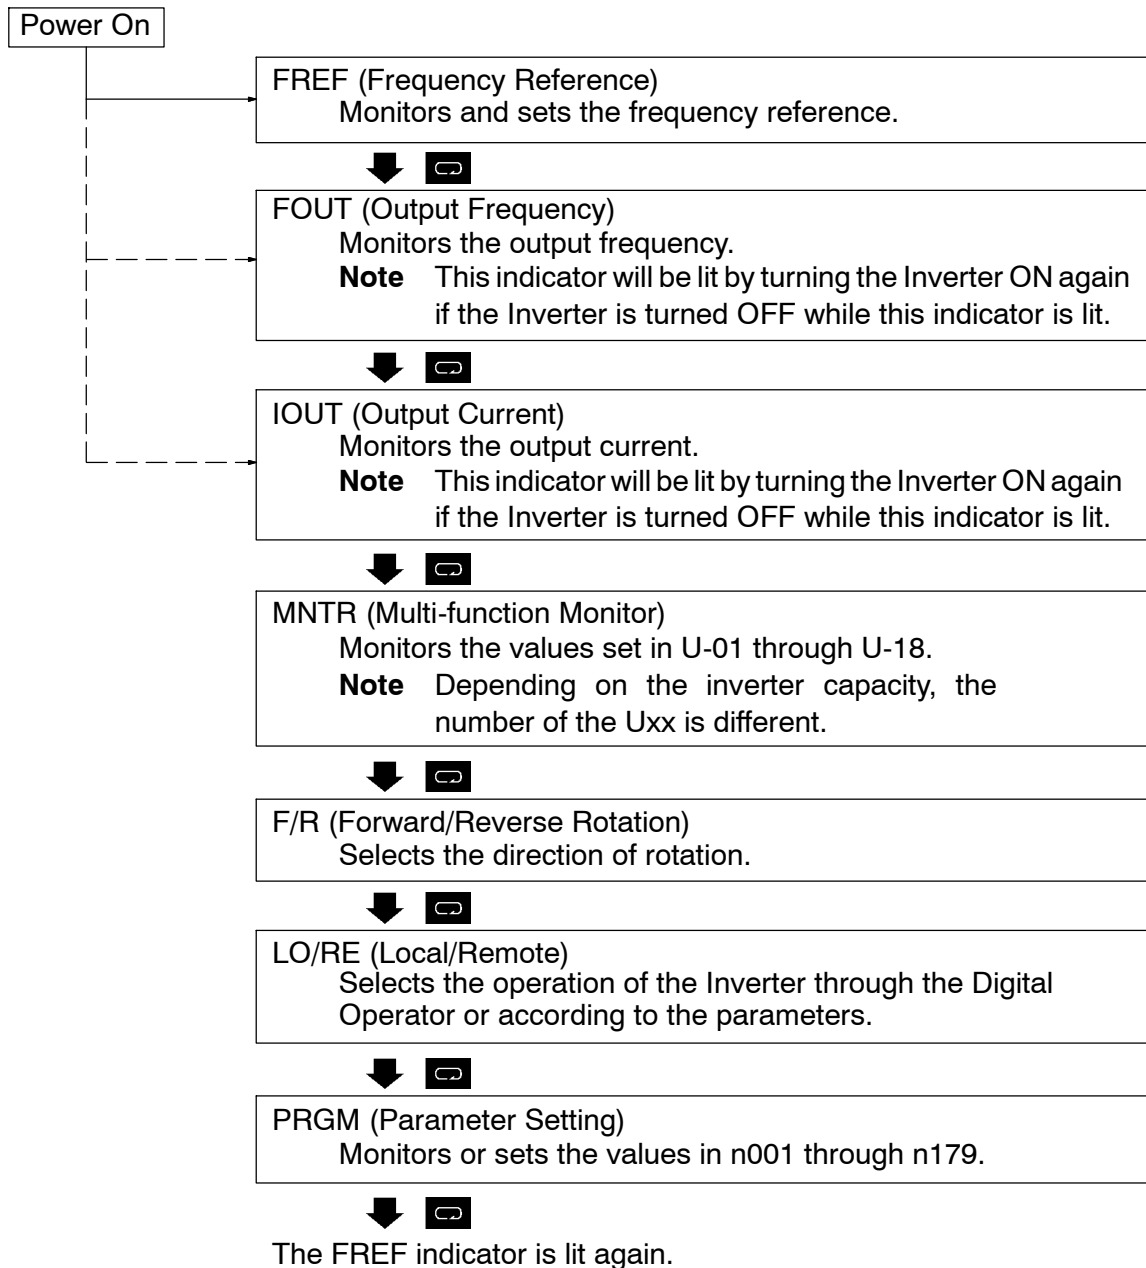 Power On
FREF (Frequency Reference)
Monitors and sets the frequency reference.
FOUT (Output Frequency)
Monitors the output frequency.
Note This indicator will be lit by turning the Inverter ON again
if the Inverter is turned OFF while this indicator is lit.
IOUT (Output Current)
Monitors the output current.
Note This indicator will be lit by turning the Inverter ON again
if the Inverter is turned OFF while this indicator is lit.
MNTR (Multi-function Monitor)
Monitors the values set in U-01 through U-18.
Note Depending on the inverter capacity, the
number of the Uxx is different.
F/R (Forward/Reverse Rotation)
Selects the direction of rotation.
LO/RE (Local/Remote)
Selects the operation of the Inverter through the Digital
Operator or according to the parameters.
PRGM (Parameter Setting)
Monitors or sets the values in n001 through n179.
The FREF indicator is lit again.